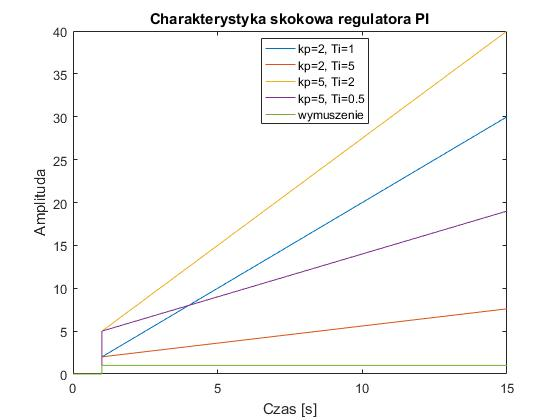 Charakterystyka skokowa regulatora PI
40
35
30
25
20
15
10
5
0
Amplituda
kp=2, Ti=1
kp=2, Ti=5
kp=5, Ti=2
kp=5, Ti=0.5
wymuszenie
0 5 10 15
Czas [s]